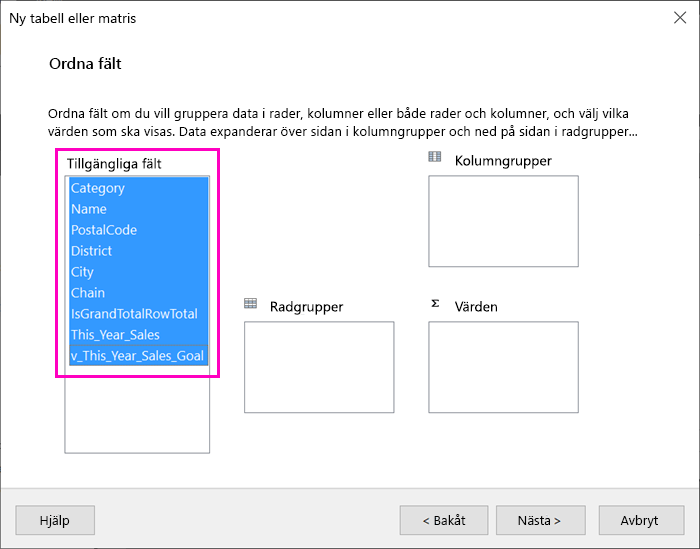 Ny tabell eller matris
Ordna fält
Ordna fält om du vill gruppera data i rader, kolumner eller både rader och kolumner, och välj vilka
värden som ska visas. Data expanderar över sidan i kolumngrupper och ned på sidan i radgrupper...
Tillgängliga fält
Category
Name
PostalCode
District
City
Chain
IsGrandTotalRowTotal
This_Year_Sales
v_This_Year_Sales_Goal
Kolumngrupper
Radgrupper
Σ Värden
Hjälp
< Bakåt
Nästa >
Avbryt